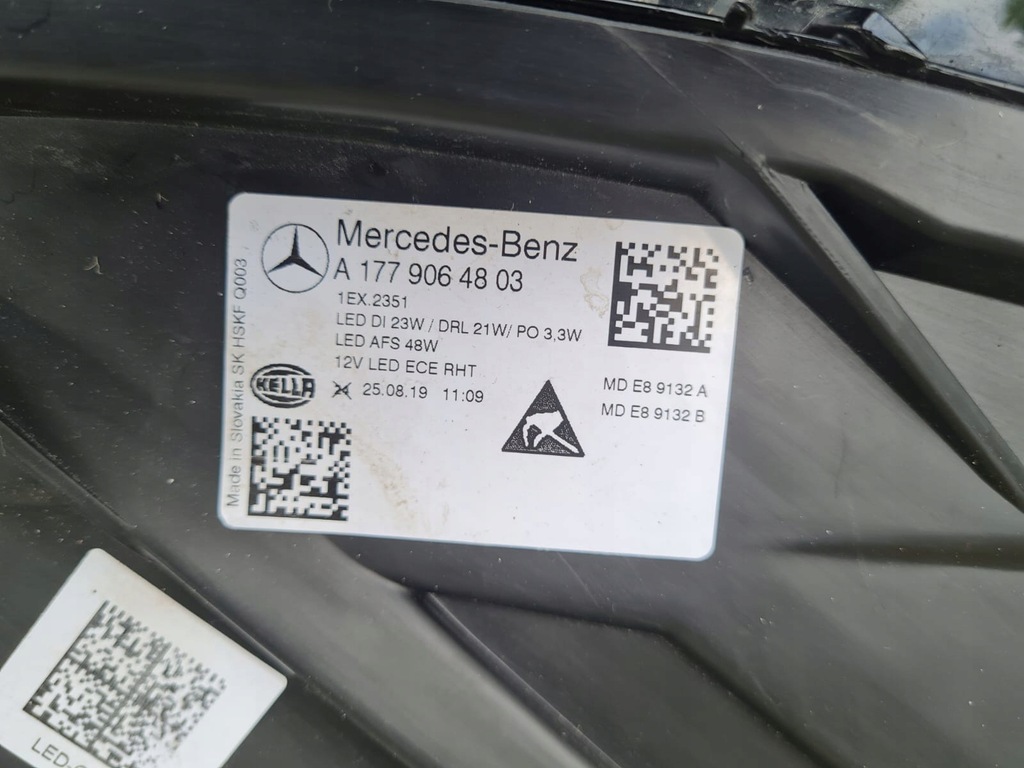 Mercedes-Benz
A 177 906 48 03
1EX.2351
LED DI 23W / DRL 21W/ PO 3,3W
LED AFS 48W
12V LED ECE RHT
HELLA 24 25.08.19 11:09
MD E8 9132 A
MD E8 9132 B
Made in Slovakia SK HSKF Q003